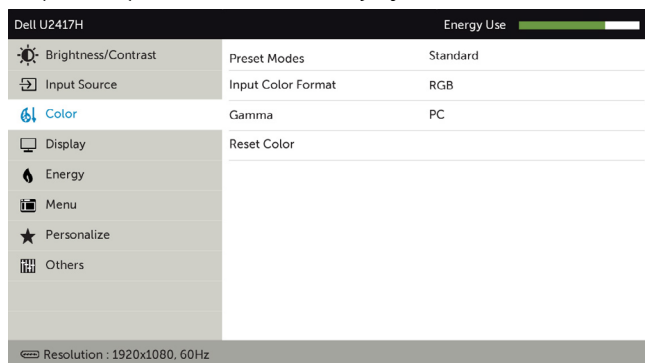 Dell U2417H Energy Use
Brightness/Contrast
Preset Modes Standard
Input Source
Input Color Format RGB
Color
Gamma PC
Display
Reset Color
Energy
Menu
Personalize
Others
Resolution : 1920x1080, 60Hz